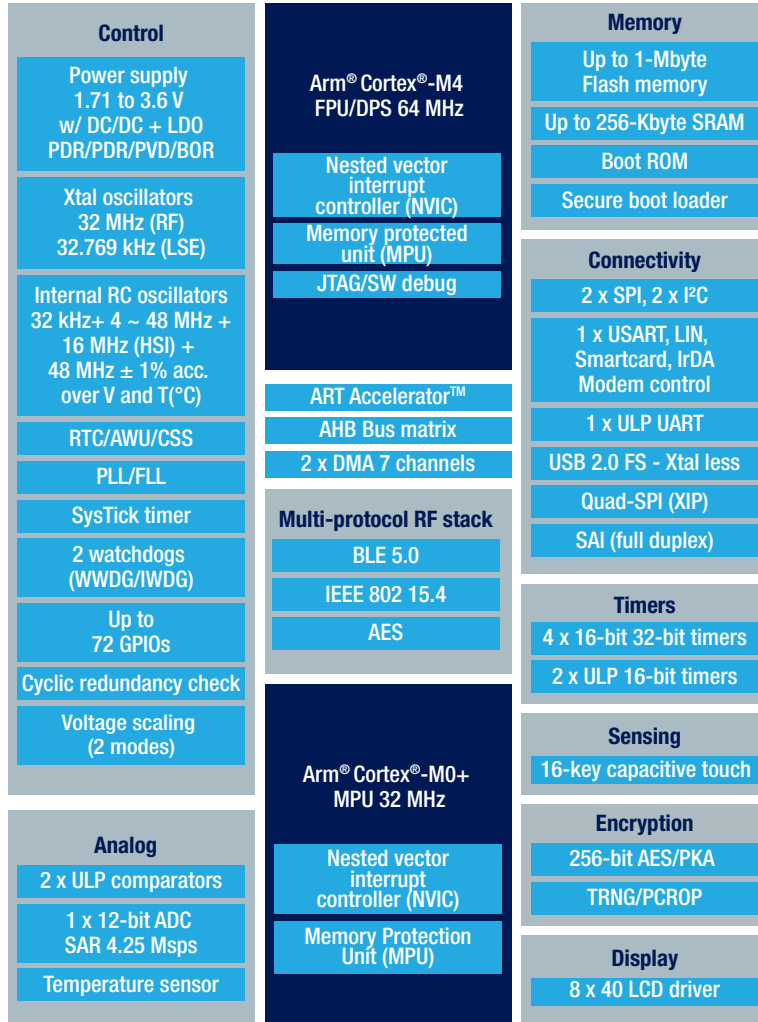 Control
Power supply
1.71 to 3.6 V
w/ DC/DC + LDO
PDR/PDR/PVD/BOR
Xtal oscillators
32 MHz (RF)
32.769 kHz (LSE)
Internal RC oscillators
32 kHz+ 4 ~ 48 MHz +
16 MHz (HSI) +
48 MHz ± 1% acc.
over V and T(°C)
RTC/AWU/CSS
PLL/FLL
SysTick timer
2 watchdogs
(WWDG/IWDG)
Up to
72 GPIOs
Cyclic redundancy check
Voltage scaling
(2 modes)
Analog
2 x ULP comparators
1 x 12-bit ADC
SAR 4.25 Msps
Temperature sensor
Arm® Cortex®-M4
FPU/DPS 64 MHz
Nested vector
interrupt
controller (NVIC)
Memory protected
unit (MPU)
JTAG/SW debug
ART Accelerator™
AHB Bus matrix
2 x DMA 7 channels
Multi-protocol RF stack
BLE 5.0
IEEE 802 15.4
AES
Arm® Cortex®-M0+
MPU 32 MHz
Nested vector
interrupt
controller (NVIC)
Memory Protection
Unit (MPU)
Memory
Up to 1-Mbyte
Flash memory
Up to 256-Kbyte SRAM
Boot ROM
Secure boot loader
Connectivity
2 x SPI, 2 x I²C
1 x USART, LIN,
Smartcard, IrDA
Modem control
1 x ULP UART
USB 2.0 FS - Xtal less
Quad-SPI (XIP)
SAI (full duplex)
Timers
4 x 16-bit 32-bit timers
2 x ULP 16-bit timers
Sensing
16-key capacitive touch
Encryption
256-bit AES/PKA
TRNG/PCROP
Display
8 x 40 LCD driver